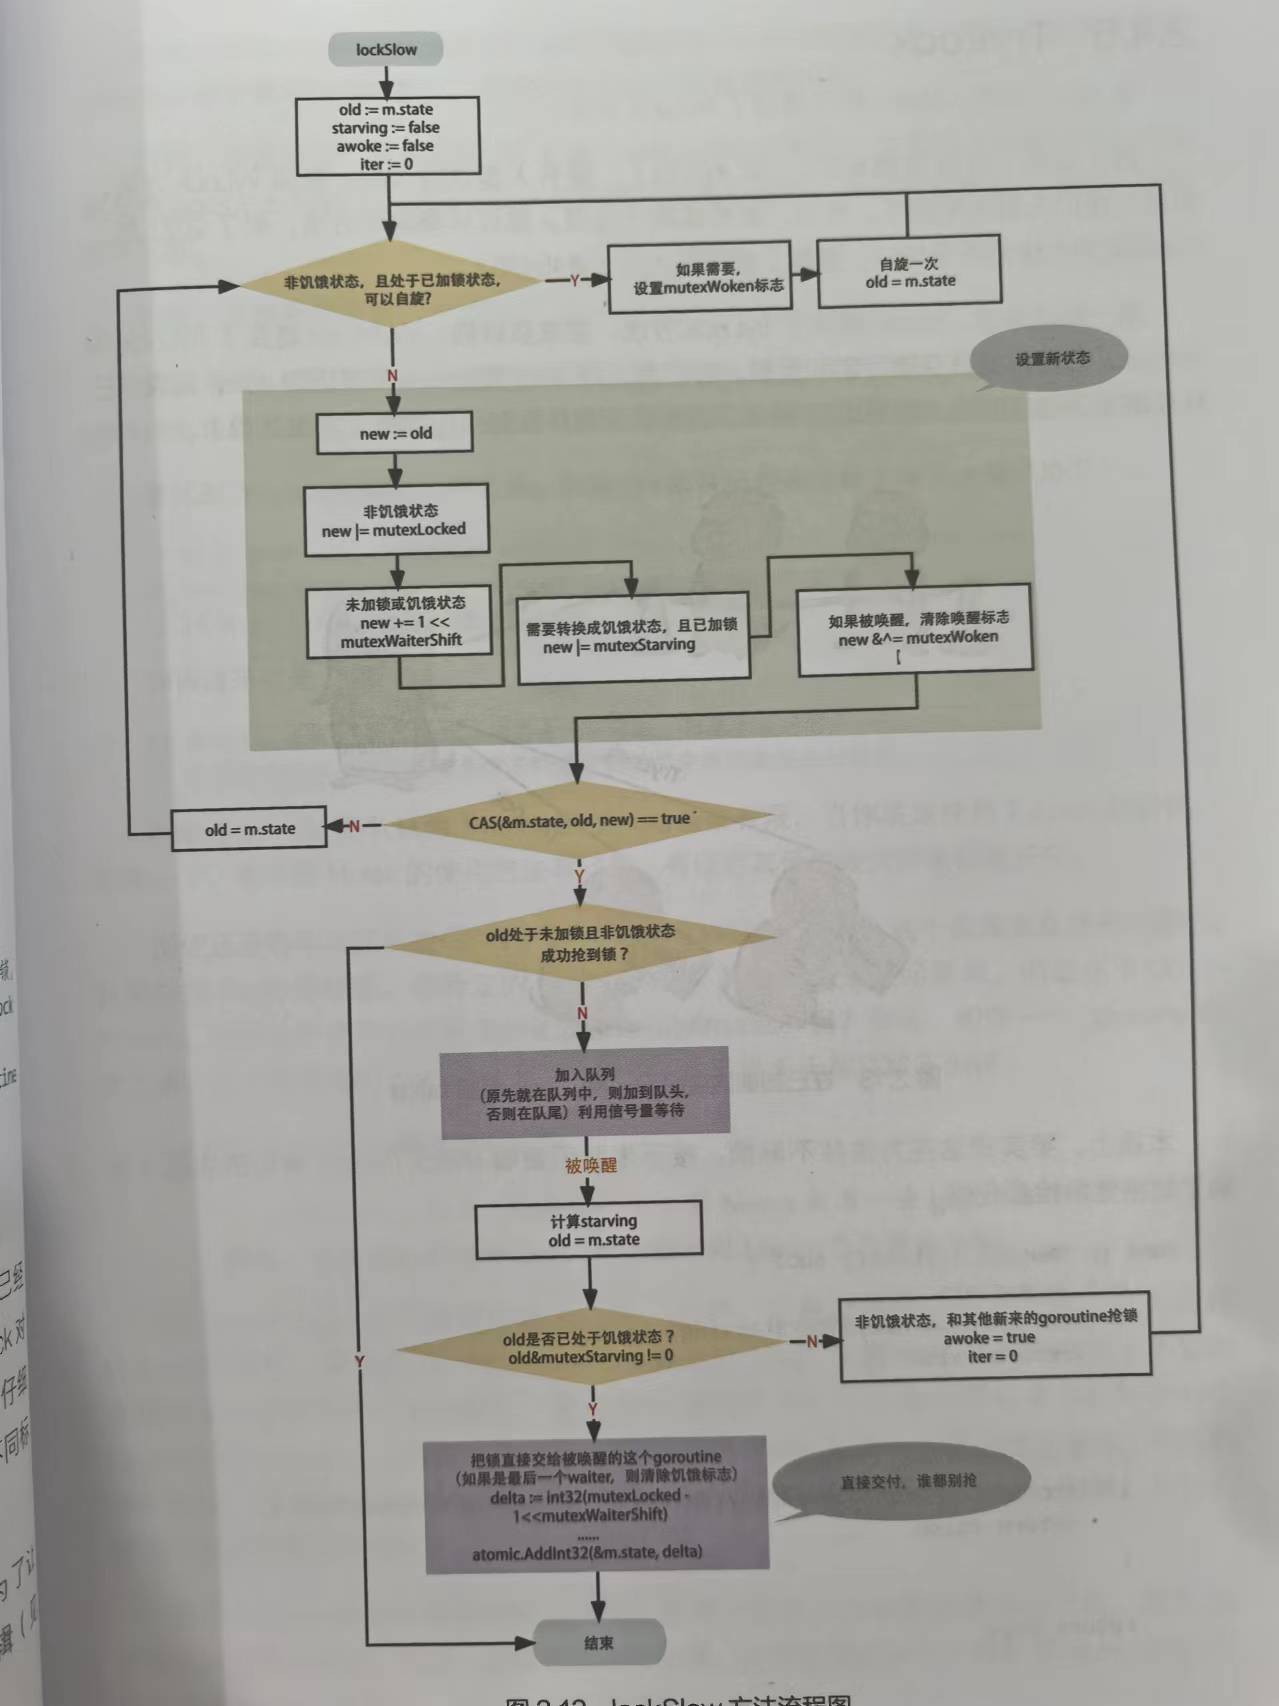 lockSlow
old := m.state
starving := false
awoke := false
iter := 0
非饥饿状态，且处于已加锁状态，
可以自旋?
Y
如果需要，
设置mutexWoken标志
自旋一次
old = m.state
N
设置新状态
new := old
非饥饿状态
new |= mutexLocked
未加锁或饥饿状态
new += 1 <<
mutexWaiterShift
需要转换成饥饿状态，且已加锁
new |= mutexStarving
如果被唤醒，清除唤醒标志
new &^= mutexWoken
[
CAS(&m.state, old, new) == true
N
old = m.state
Y
old处于未加锁且非饥饿状态
成功抢到锁？
N
加入队列
（原先就在队列中，则加到队头，
否则在队尾）利用信号量等待
被唤醒
计算starving
old = m.state
old是否已处于饥饿状态？
old&mutexStarving != 0
N
非饥饿状态，和其他新来的goroutine抢锁
awoke = true
iter = 0
Y
Y
把锁直接交给被唤醒的这个goroutine
（如果是最后一个waiter，则清除饥饿标志）
delta := int32(mutexLocked -
1<<mutexWaiterShift)
......
atomic.AddInt32(&m.state, delta)
直接交付，谁都别抢
结束
lockSlow 方法流程图